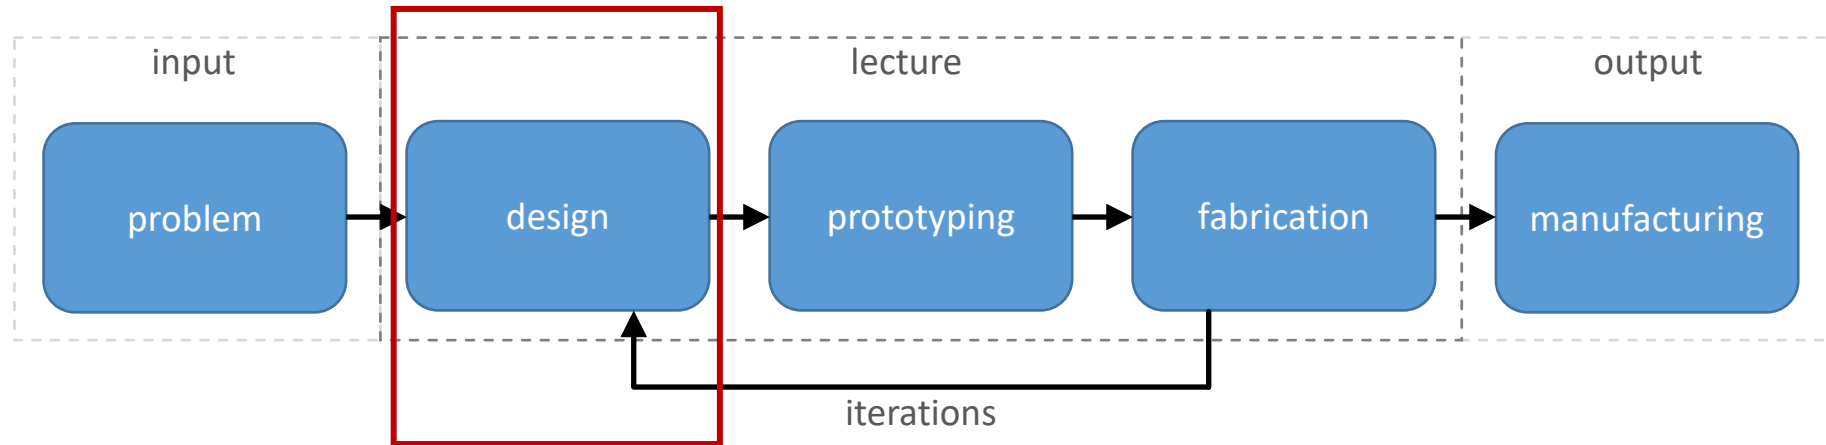 input
lecture
output
problem
design
prototyping
fabrication
manufacturing
iterations